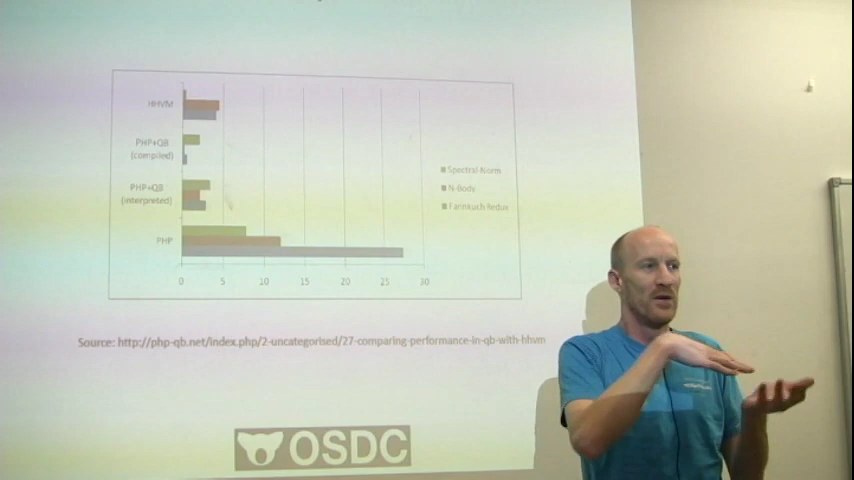 HHVM
PHP+QB
(compiled)
PHP+QB
(interpreted)
PHP
0 5 10 15 20 25 30
Spectral-Norm
N-Body
Fannkuch-Redux
Source: http://php-qb.net/index.php/2-uncategorised/27-comparing-performance-in-qb-with-hhvm
OSDC